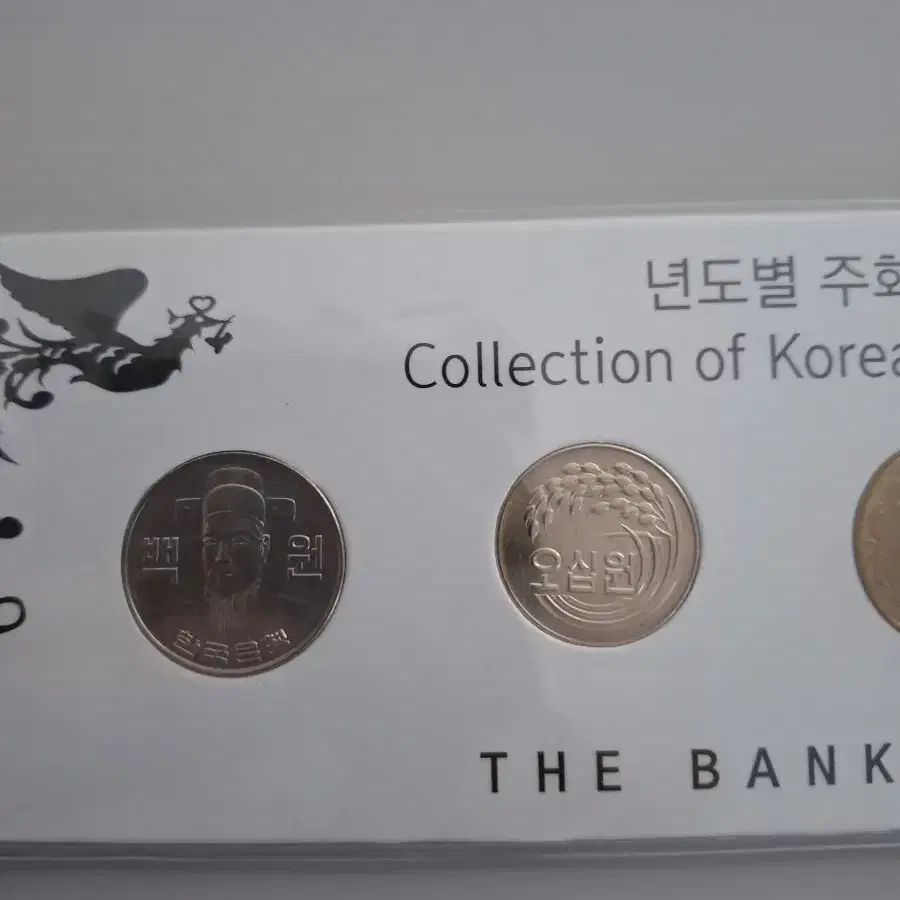 년도별 주화
Collection of Korea
백 원
한국은행
오십원
THE BANK